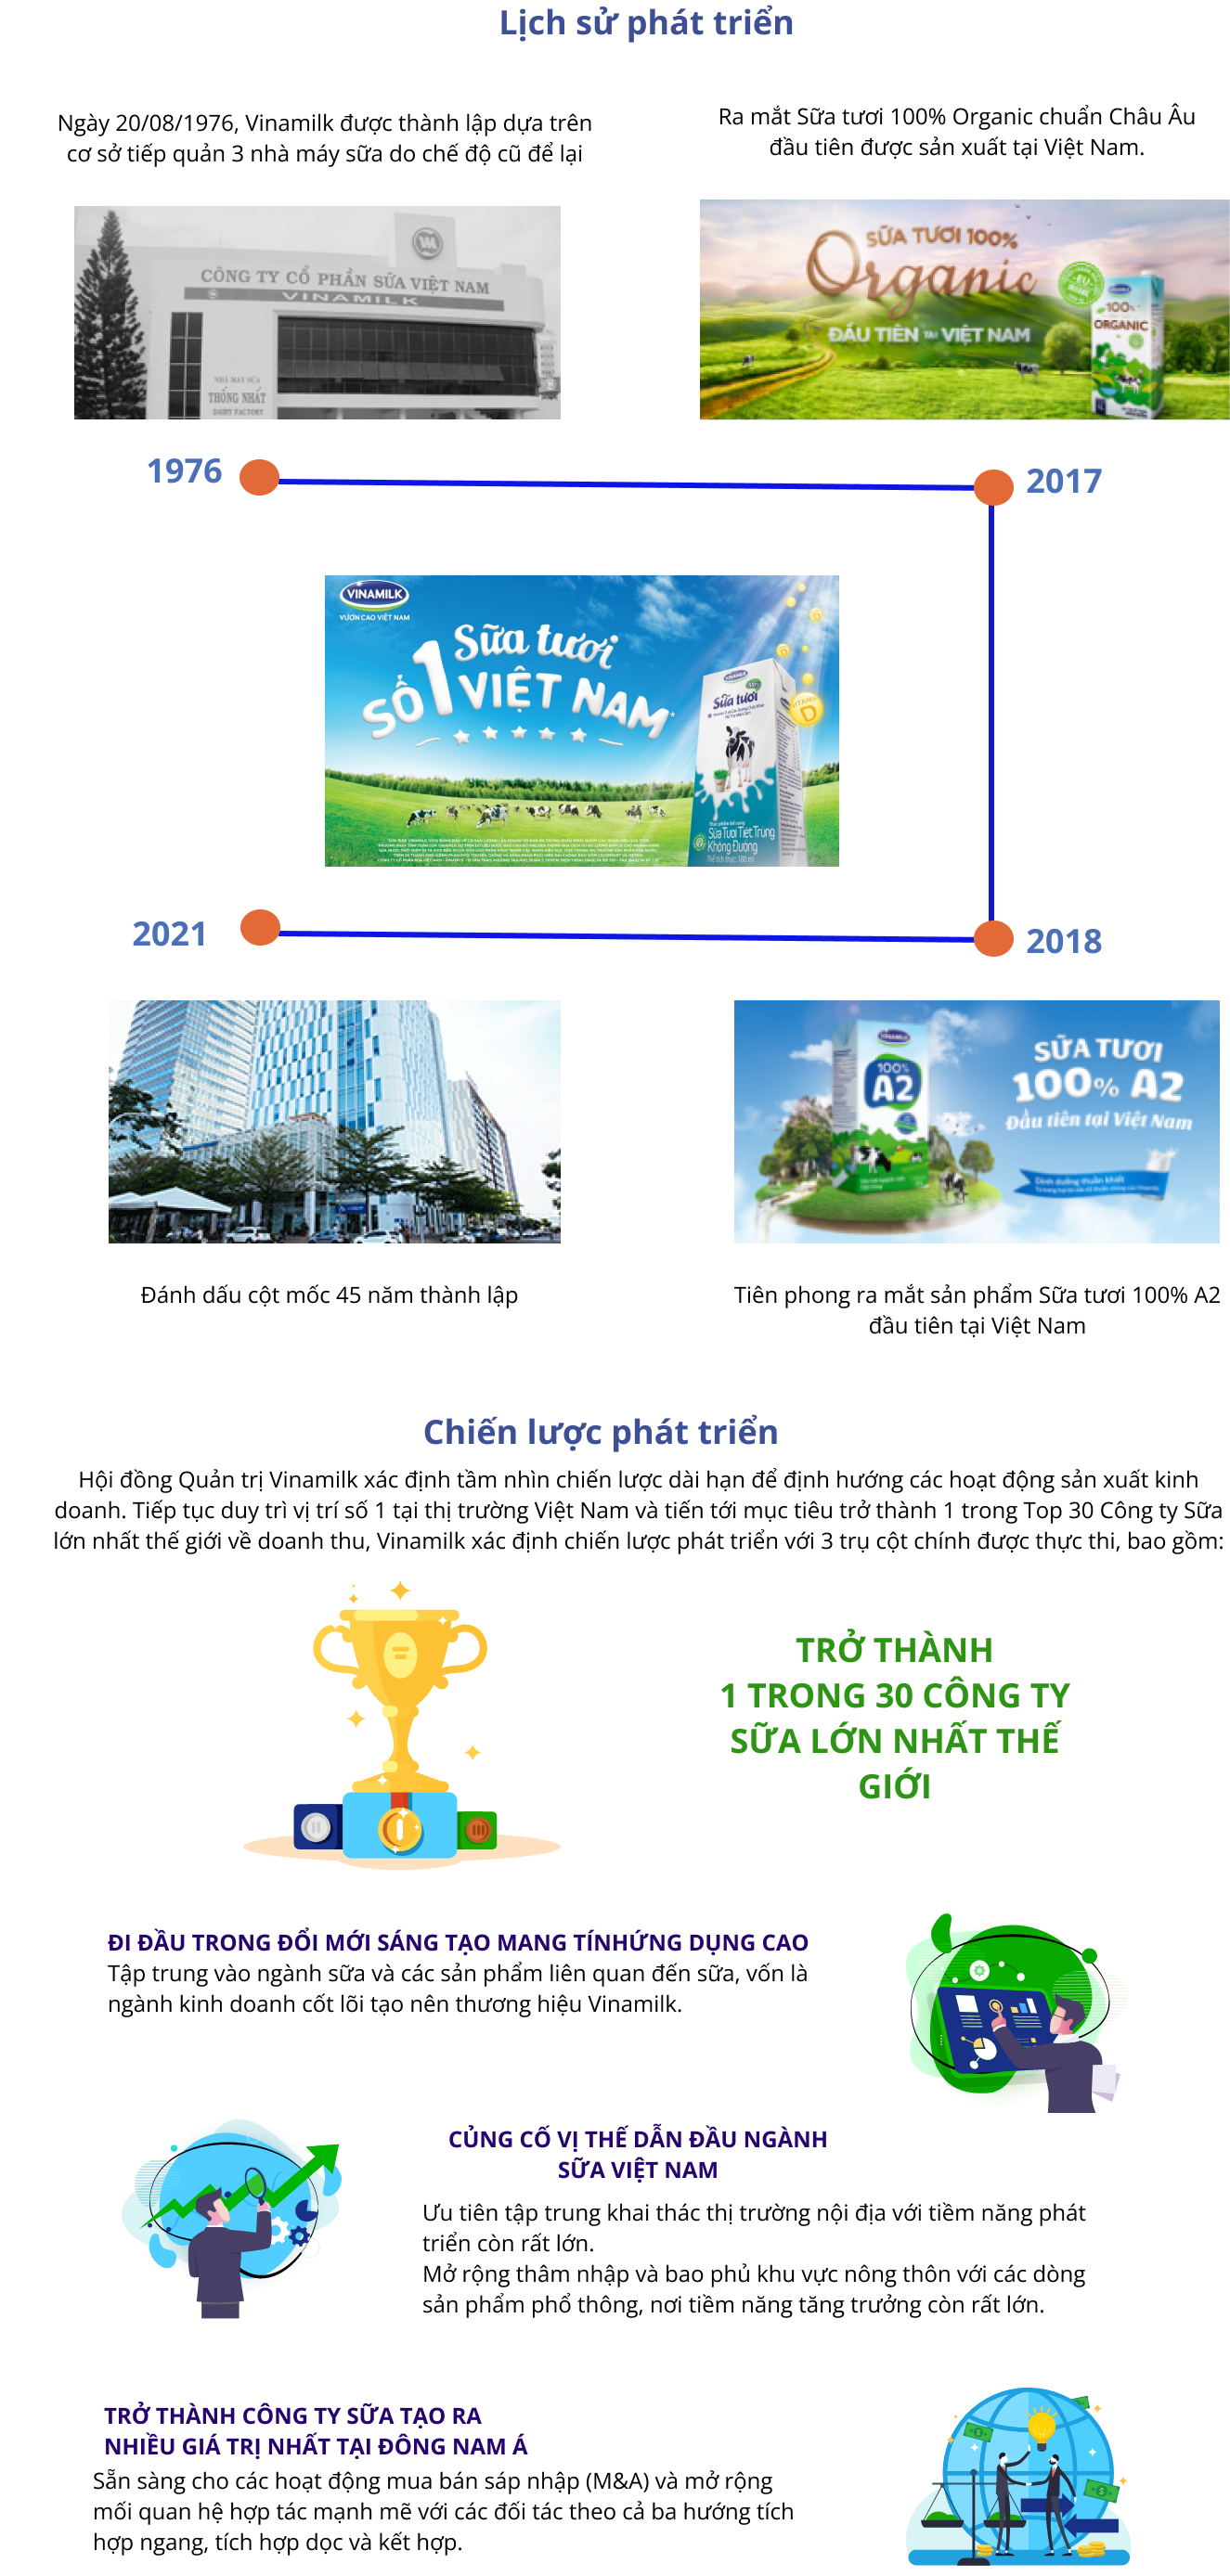 Lịch sử phát triển
Ngày 20/08/1976, Vinamilk được thành lập dựa trên
cơ sở tiếp quản 3 nhà máy sữa do chế độ cũ để lại
Ra mắt Sữa tươi 100% Organic chuẩn Châu Âu
đầu tiên được sản xuất tại Việt Nam.
CÔNG TY CỔ PHẦN SỮA VIỆT NAM
VINAMILK
NHÀ MÁY SỮA
THỐNG NHẤT
DAIRY FACTORY
SỮA TƯƠI 100%
Organic
ĐẦU TIÊN TẠI VIỆT NAM
100%
ORGANIC
1976
2017
VINAMILK
VƯƠN CAO VIỆT NAM
Sữa tươi
SỐ 1 VIỆT NAM*
VINAMILK
100%
Sữa tươi
VITAMIN
D
Sữa Tươi Tiệt Trùng
Không Đường
Thể tích thực: 180 ml
2021
2018
VINAMILK
100%
A2
SỮA TƯƠI
100% A2
Đầu tiên tại Việt Nam
Dinh dưỡng thuần khiết
Đánh dấu cột mốc 45 năm thành lập
Tiên phong ra mắt sản phẩm Sữa tươi 100% A2
đầu tiên tại Việt Nam
Chiến lược phát triển
Hội đồng Quản trị Vinamilk xác định tầm nhìn chiến lược dài hạn để định hướng các hoạt động sản xuất kinh
doanh. Tiếp tục duy trì vị trí số 1 tại thị trường Việt Nam và tiến tới mục tiêu trở thành 1 trong Top 30 Công ty Sữa
lớn nhất thế giới về doanh thu, Vinamilk xác định chiến lược phát triển với 3 trụ cột chính được thực thi, bao gồm:
TRỞ THÀNH
1 TRONG 30 CÔNG TY
SỮA LỚN NHẤT THẾ
GIỚI
ĐI ĐẦU TRONG ĐỔI MỚI SÁNG TẠO MANG TÍNHỨNG DỤNG CAO
Tập trung vào ngành sữa và các sản phẩm liên quan đến sữa, vốn là
ngành kinh doanh cốt lõi tạo nên thương hiệu Vinamilk.
CỦNG CỐ VỊ THẾ DẪN ĐẦU NGÀNH
SỮA VIỆT NAM
Ưu tiên tập trung khai thác thị trường nội địa với tiềm năng phát
triển còn rất lớn.
Mở rộng thâm nhập và bao phủ khu vực nông thôn với các dòng
sản phẩm phổ thông, nơi tiềm năng tăng trưởng còn rất lớn.
TRỞ THÀNH CÔNG TY SỮA TẠO RA
NHIỀU GIÁ TRỊ NHẤT TẠI ĐÔNG NAM Á
Sẵn sàng cho các hoạt động mua bán sáp nhập (M&A) và mở rộng
mối quan hệ hợp tác mạnh mẽ với các đối tác theo cả ba hướng tích
hợp ngang, tích hợp dọc và kết hợp.